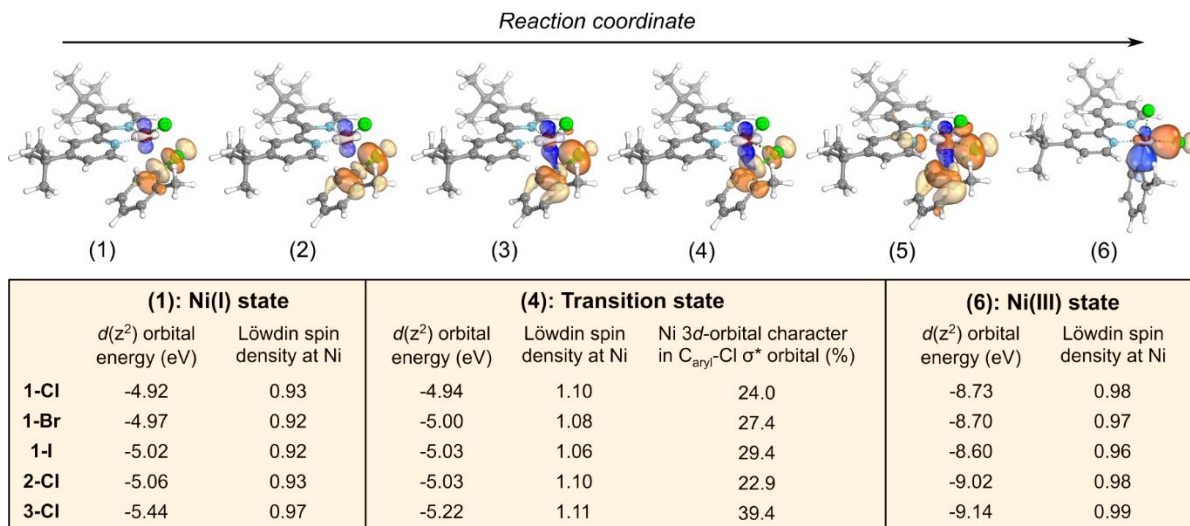 Reaction coordinate
(1) (2) (3) (4) (5) (6)
(1): Ni(I) state (4): Transition state (6): Ni(III) state
d(z²) orbital energy (eV) Löwdin spin density at Ni d(z²) orbital energy (eV) Löwdin spin density at Ni Ni 3d-orbital character in Caryl-Cl σ* orbital (%) d(z²) orbital energy (eV) Löwdin spin density at Ni
1-Cl -4.92 0.93 -4.94 1.10 24.0 -8.73 0.98
1-Br -4.97 0.92 -5.00 1.08 27.4 -8.70 0.97
1-I -5.02 0.92 -5.03 1.06 29.4 -8.60 0.96
2-Cl -5.06 0.93 -5.03 1.10 22.9 -9.02 0.98
3-Cl -5.44 0.97 -5.22 1.11 39.4 -9.14 0.99